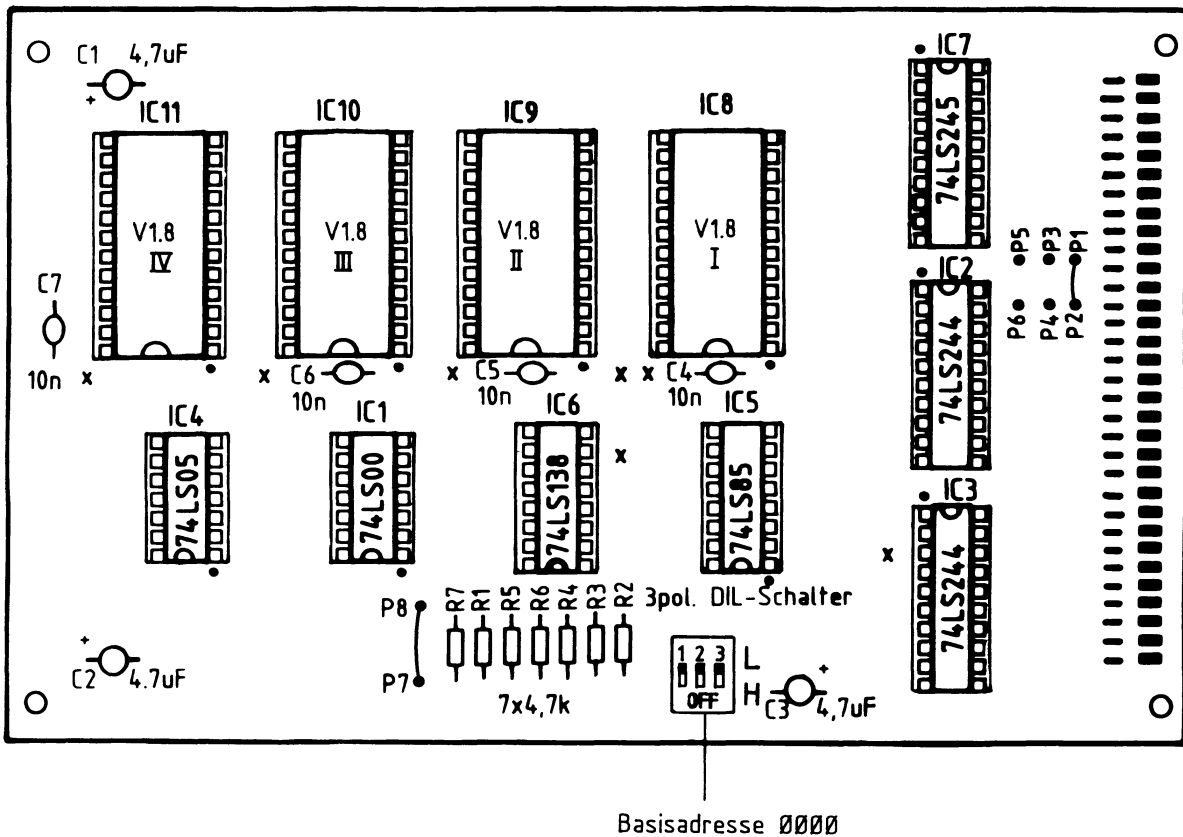 C1 4,7uF
+
IC11
IC10
IC9
IC8
IC7
74LS245
V1.8
IV
V1.8
III
V1.8
II
V1.8
I
P5
P3
P1
P6
P4
P2
IC2
74LS244
C7
10n
x
x
C6
10n
x
C5
10n
x
x
C4
10n
IC4
74LS05
IC1
74LS00
IC6
74LS138
x
IC5
74LS85
IC3
74LS244
x
P8
P7
R7
R1
R5
R6
R4
R3
R2
7x4,7k
3pol. DIL-Schalter
1 2 3
OFF
L
H
+
C3 4,7uF
+
C2 4.7uF
Basisadresse 0000